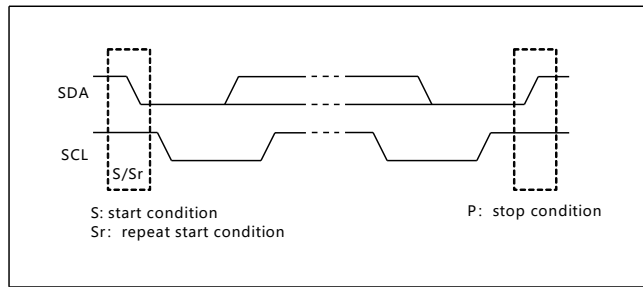 SDA
SCL
S/Sr
S: start condition
Sr: repeat start condition
P: stop condition